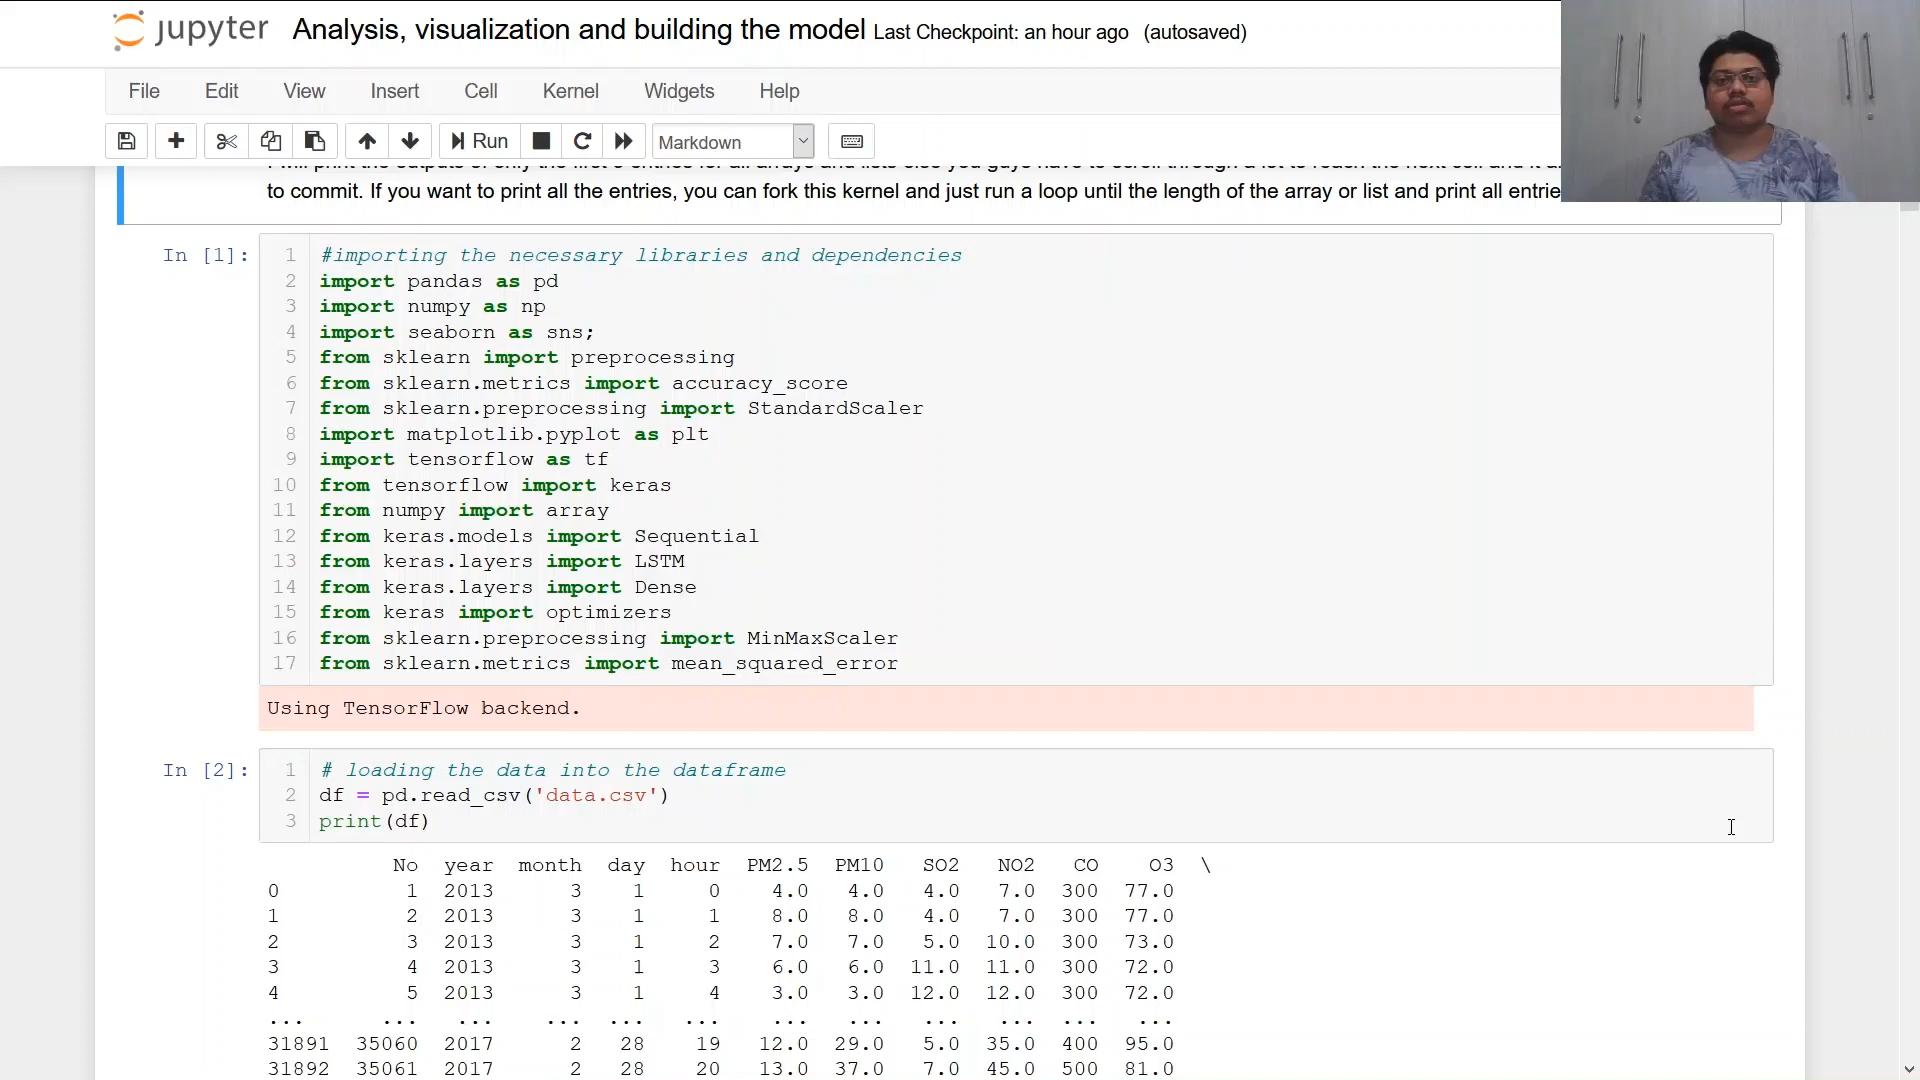 jupyter Analysis, visualization and building the model Last Checkpoint: an hour ago (autosaved)
File Edit View Insert Cell Kernel Widgets Help
Run Markdown
to commit. If you want to print all the entries, you can fork this kernel and just run a loop until the length of the array or list and print all entrie
In [1]:
1 #importing the necessary libraries and dependencies
2 import pandas as pd
3 import numpy as np
4 import seaborn as sns;
5 from sklearn import preprocessing
6 from sklearn.metrics import accuracy_score
7 from sklearn.preprocessing import StandardScaler
8 import matplotlib.pyplot as plt
9 import tensorflow as tf
10 from tensorflow import keras
11 from numpy import array
12 from keras.models import Sequential
13 from keras.layers import LSTM
14 from keras.layers import Dense
15 from keras import optimizers
16 from sklearn.preprocessing import MinMaxScaler
17 from sklearn.metrics import mean_squared_error
Using TensorFlow backend.
In [2]:
1 # loading the data into the dataframe
2 df = pd.read_csv('data.csv')
3 print(df)
No year month day hour PM2.5 PM10 SO2 NO2 CO O3 \
0 1 2013 3 1 0 4.0 4.0 4.0 7.0 300 77.0
1 2 2013 3 1 1 8.0 8.0 4.0 7.0 300 77.0
2 3 2013 3 1 2 7.0 7.0 5.0 10.0 300 73.0
3 4 2013 3 1 3 6.0 6.0 11.0 11.0 300 72.0
4 5 2013 3 1 4 3.0 3.0 12.0 12.0 300 72.0
... ... ... ... ... ... ... ... ... ... ... ...
31891 35060 2017 2 28 19 12.0 29.0 5.0 35.0 400 95.0
31892 35061 2017 2 28 20 13.0 37.0 7.0 45.0 500 81.0